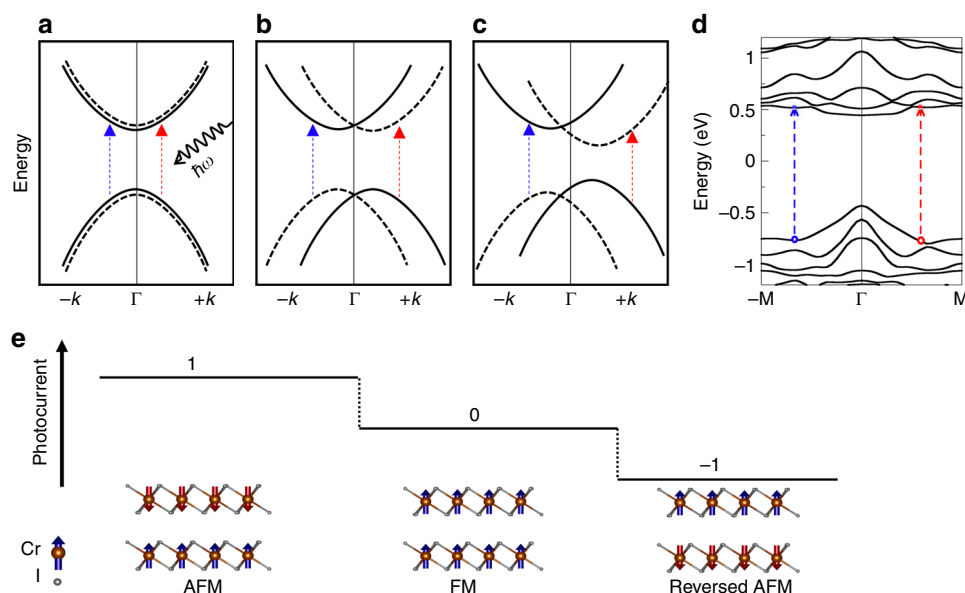 a
b
c
d
Energy
ħω
−k Γ +k
−k Γ +k
−k Γ +k
Energy (eV)
1
0.5
0
−0.5
−1
−M Γ M
e
Photocurrent
1
0
−1
Cr
I
AFM
FM
Reversed AFM